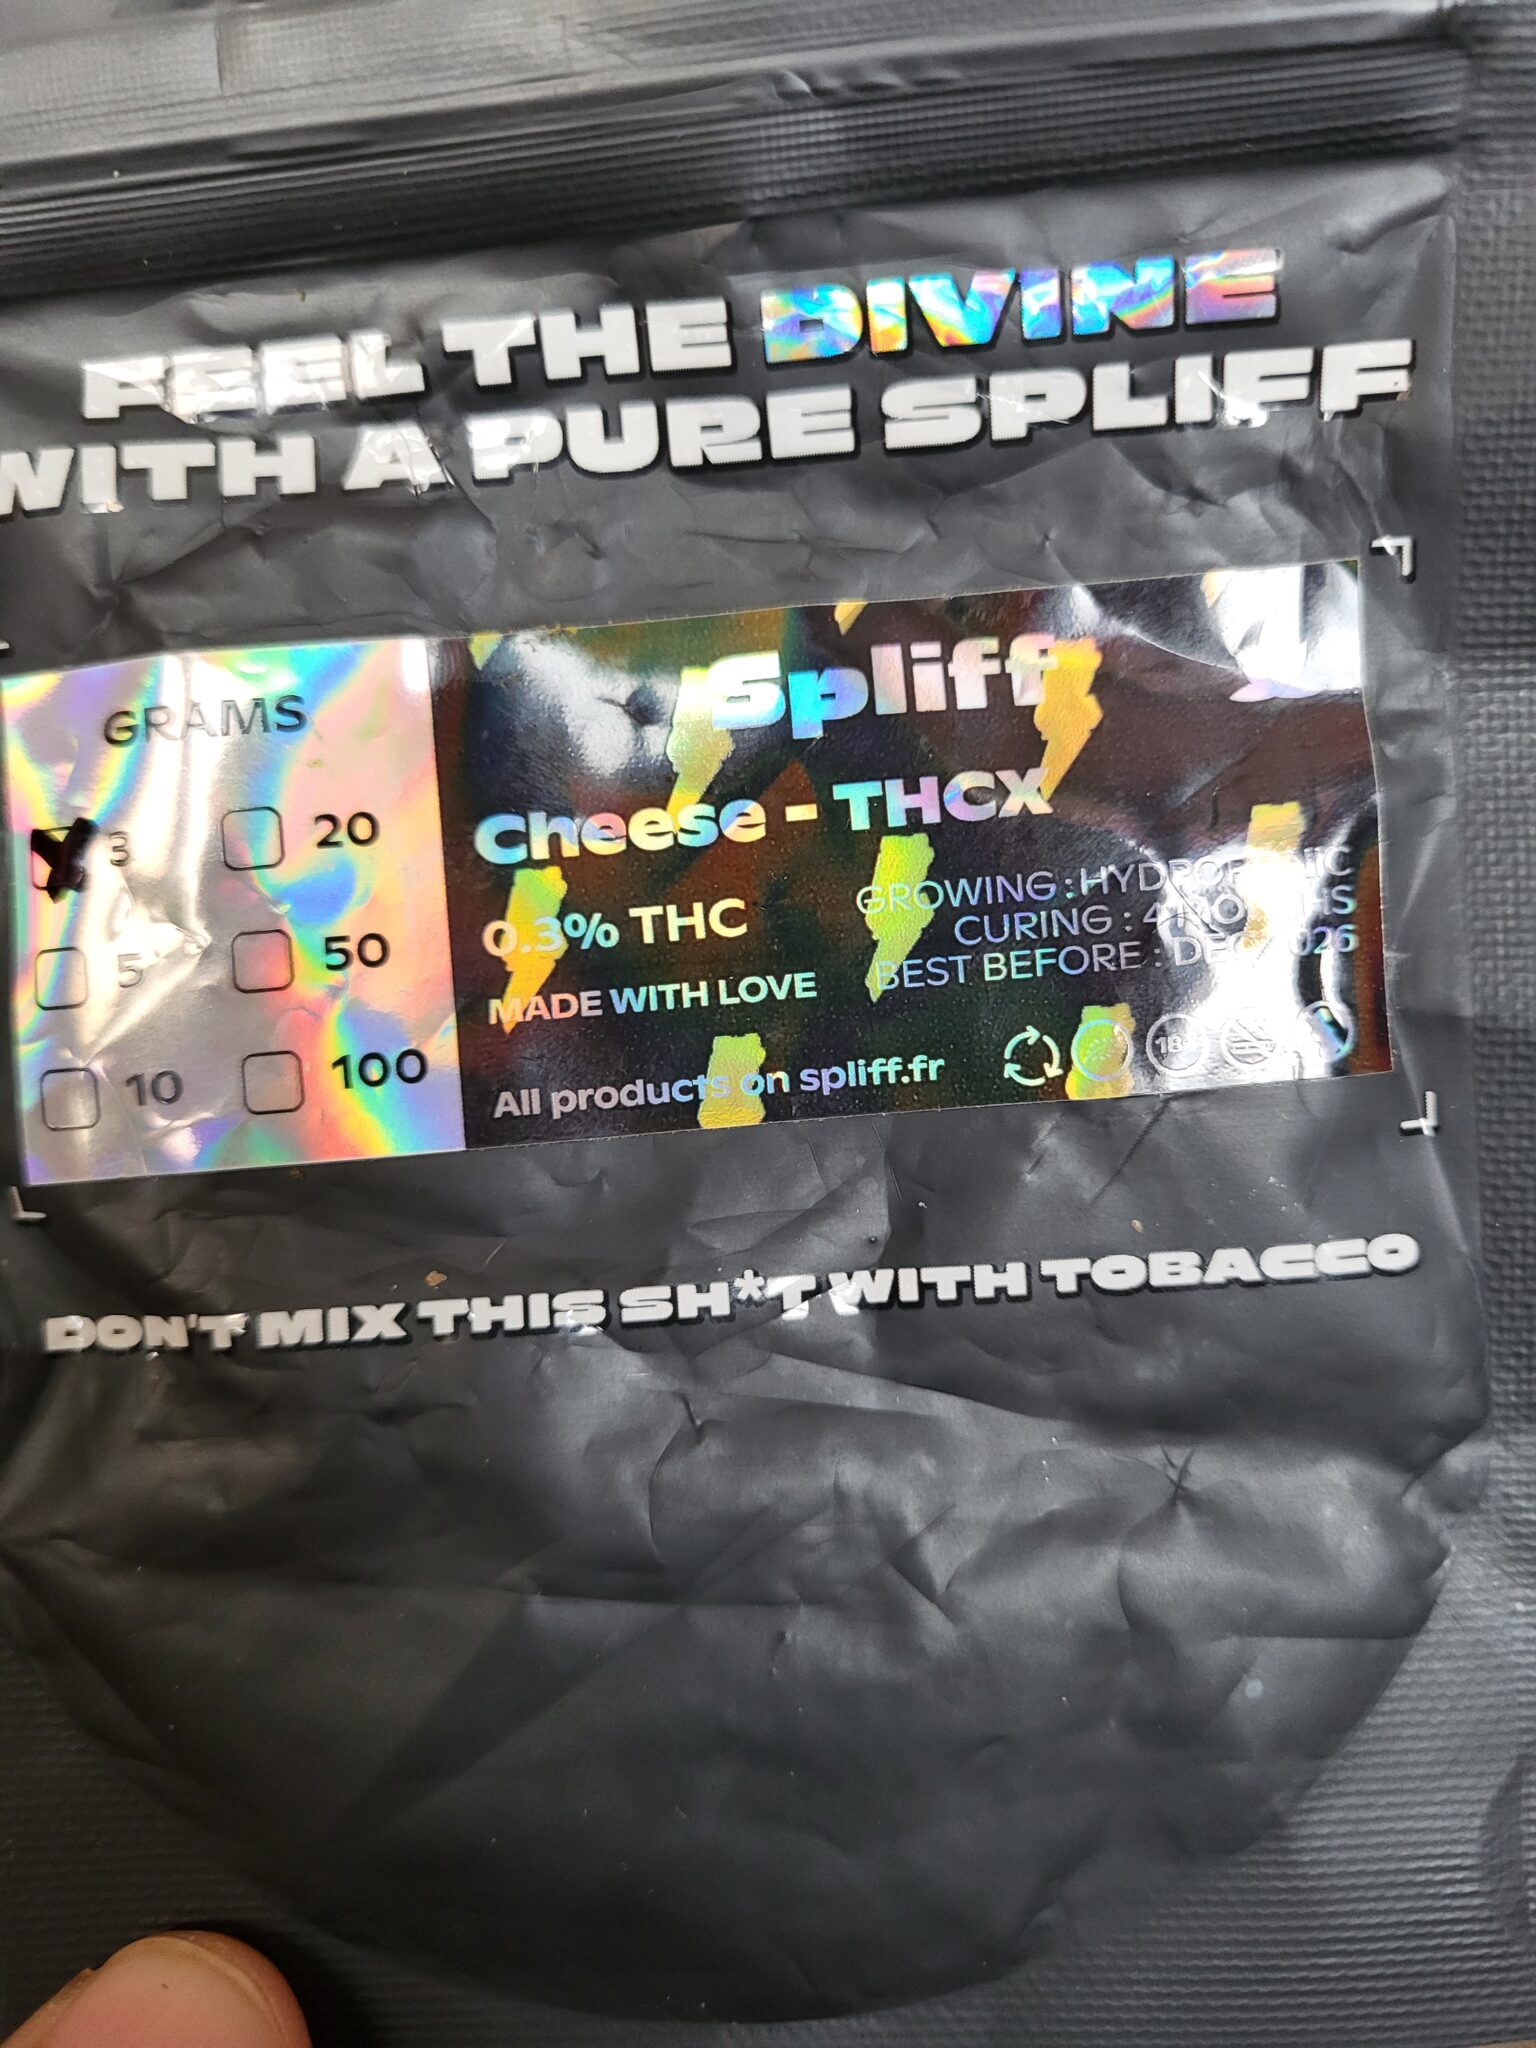 FEEL THE DIVINE
WITH A PURE SPLIFF
GRAMS
3
20
5
50
10
100
Spliff
Cheese - THCX
0.3% THC
MADE WITH LOVE
All products on spliff.fr
GROWING :
CURING : 4
BEST BEFORE :
18
DON'T MIX THIS SH*T WITH TOBACCO